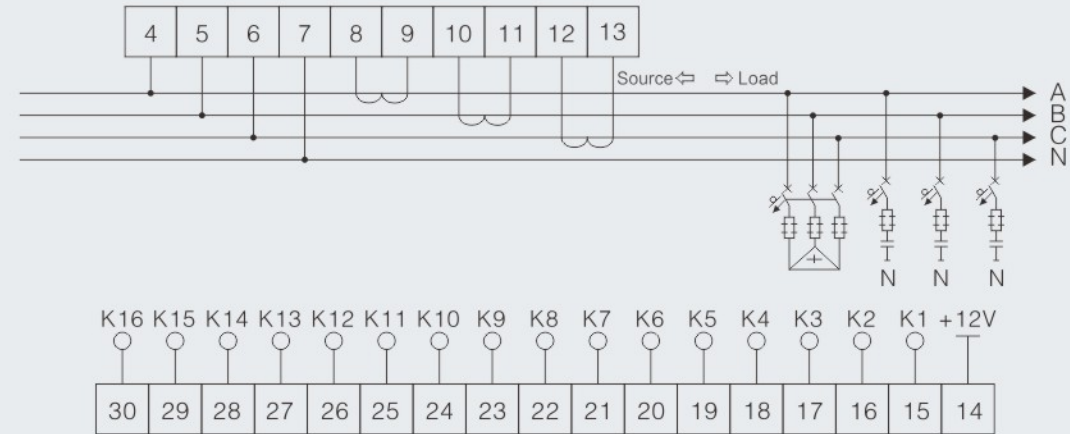 4 5 6 7 8 9 10 11 12 13
Source⇦ ⇨ Load
A
B
C
N
N N N
K16 K15 K14 K13 K12 K11 K10 K9 K8 K7 K6 K5 K4 K3 K2 K1 +12V
30 29 28 27 26 25 24 23 22 21 20 19 18 17 16 15 14